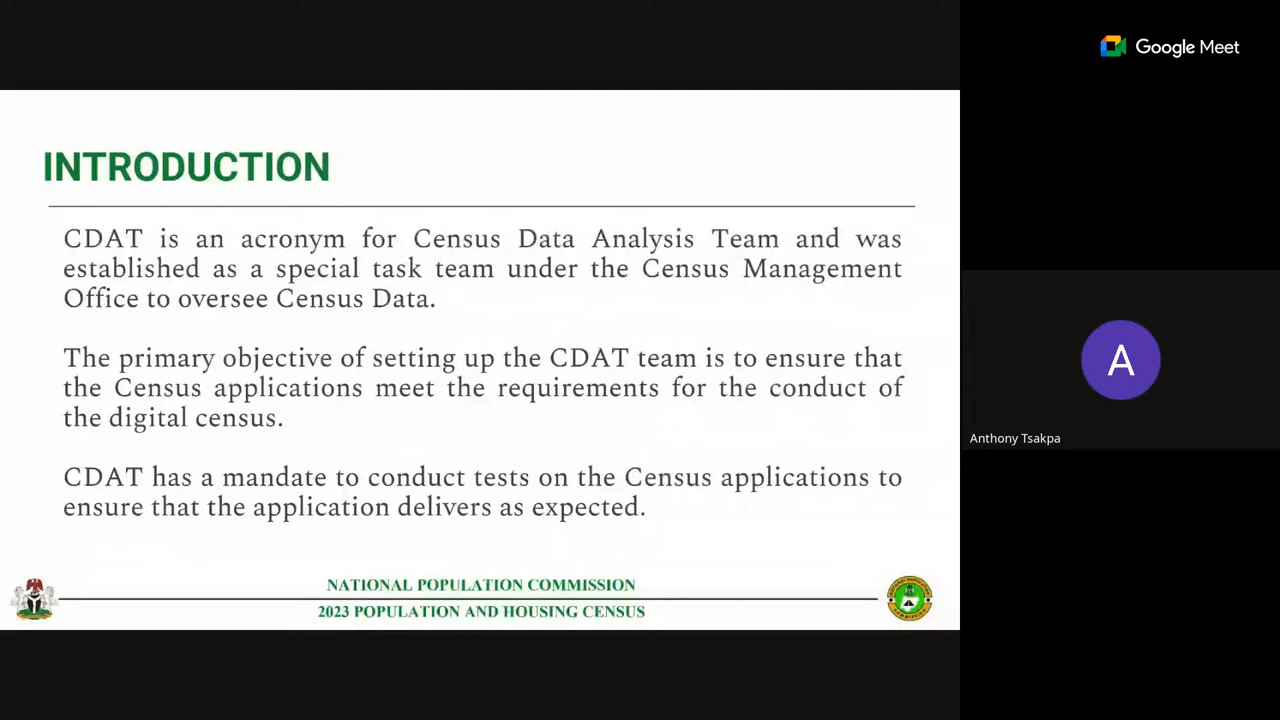 Google Meet
INTRODUCTION
CDAT is an acronym for Census Data Analysis Team and was
established as a special task team under the Census Management
Office to oversee Census Data.
The primary objective of setting up the CDAT team is to ensure that
the Census applications meet the requirements for the conduct of
the digital census.
CDAT has a mandate to conduct tests on the Census applications to
ensure that the application delivers as expected.
NATIONAL POPULATION COMMISSION
2023 POPULATION AND HOUSING CENSUS
A
Anthony Tsakpa